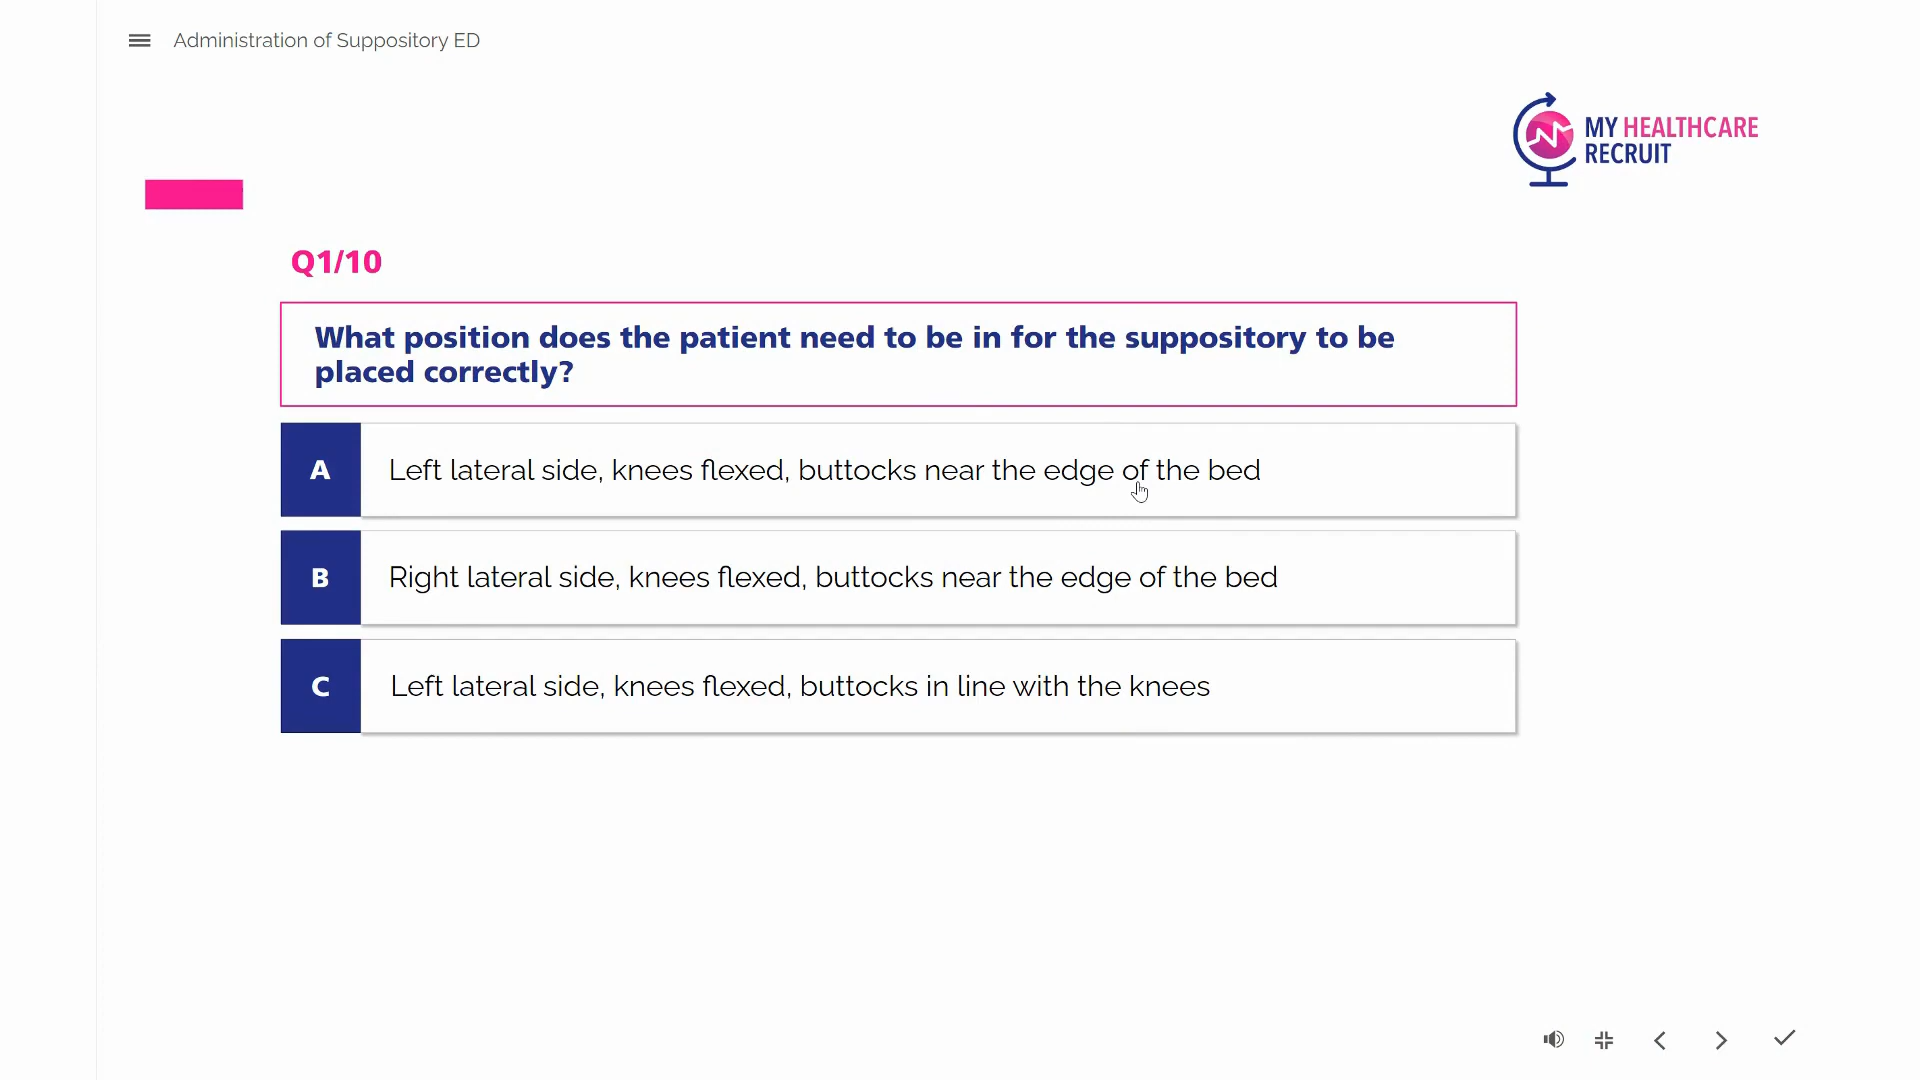 Administration of Suppository ED
MY HEALTHCARE
RECRUIT
Q1/10
What position does the patient need to be in for the suppository to be
placed correctly?
A
Left lateral side, knees flexed, buttocks near the edge of the bed
B
Right lateral side, knees flexed, buttocks near the edge of the bed
C
Left lateral side, knees flexed, buttocks in line with the knees